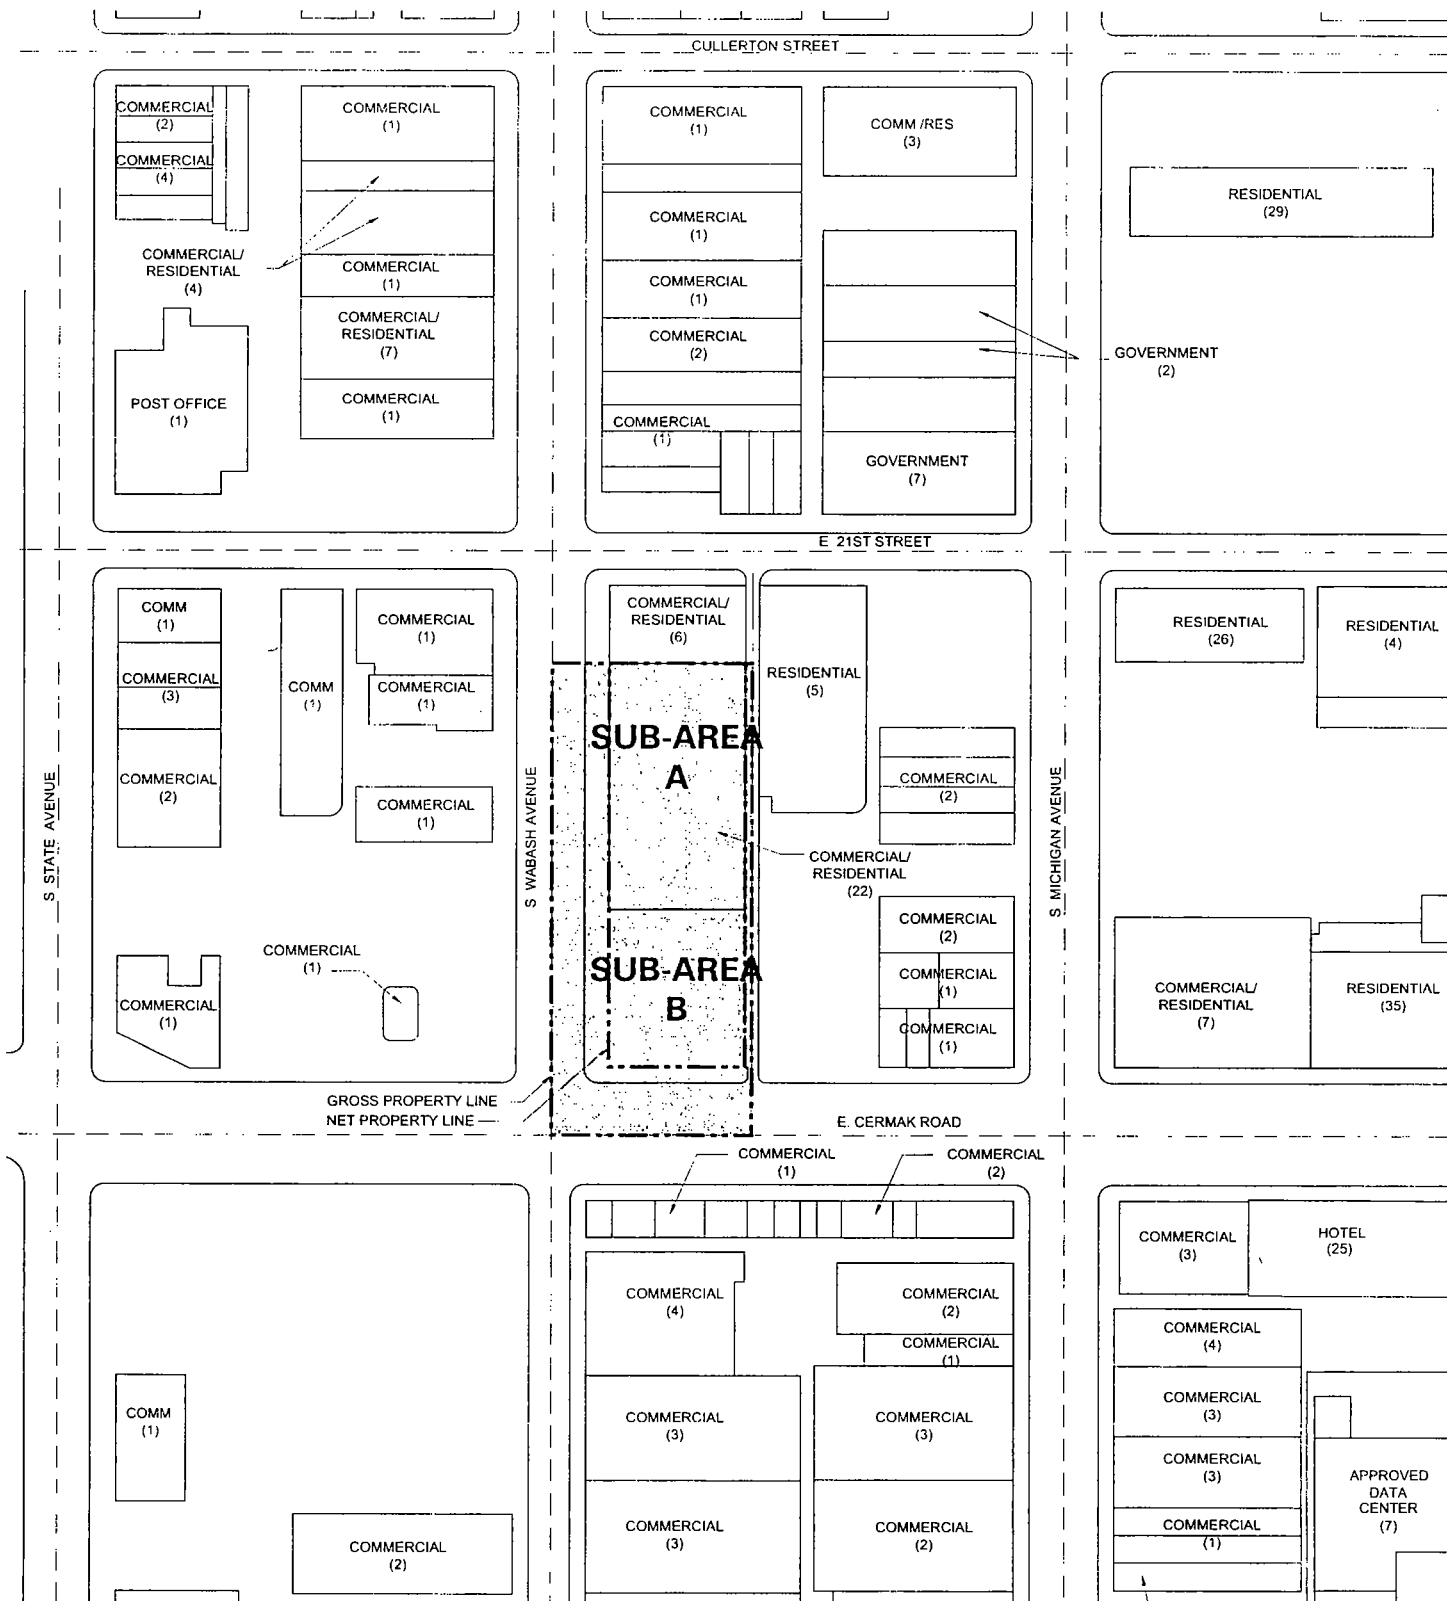 CULLERTON STREET
COMMERCIAL
(2)
COMMERCIAL
(4)
COMMERCIAL
(1)
COMMERCIAL/
RESIDENTIAL
(4)
COMMERCIAL
(1)
COMMERCIAL/
RESIDENTIAL
(7)
COMMERCIAL
(1)
POST OFFICE
(1)
COMMERCIAL
(1)
COMM /RES
(3)
COMMERCIAL
(1)
COMMERCIAL
(1)
COMMERCIAL
(2)
COMMERCIAL
(1)
GOVERNMENT
(2)
GOVERNMENT
(7)
RESIDENTIAL
(29)
E 21ST STREET
COMM
(1)
COMMERCIAL
(3)
COMMERCIAL
(2)
COMM
(1)
COMMERCIAL
(1)
COMMERCIAL
(1)
COMMERCIAL
(1)
COMMERCIAL
(1)
COMMERCIAL
(1)
S STATE AVENUE
S WABASH AVENUE
COMMERCIAL/
RESIDENTIAL
(6)
SUB-AREA
A
SUB-AREA
B
RESIDENTIAL
(5)
COMMERCIAL/
RESIDENTIAL
(22)
COMMERCIAL
(2)
COMMERCIAL
(2)
COMMERCIAL
(1)
COMMERCIAL
(1)
S MICHIGAN AVENUE
RESIDENTIAL
(26)
RESIDENTIAL
(4)
COMMERCIAL/
RESIDENTIAL
(7)
RESIDENTIAL
(35)
GROSS PROPERTY LINE
NET PROPERTY LINE
E. CERMAK ROAD
COMMERCIAL
(1)
COMMERCIAL
(2)
COMM
(1)
COMMERCIAL
(2)
COMMERCIAL
(4)
COMMERCIAL
(3)
COMMERCIAL
(3)
COMMERCIAL
(2)
COMMERCIAL
(1)
COMMERCIAL
(3)
COMMERCIAL
(2)
COMMERCIAL
(3)
HOTEL
(25)
COMMERCIAL
(4)
COMMERCIAL
(3)
COMMERCIAL
(3)
COMMERCIAL
(1)
APPROVED
DATA
CENTER
(7)